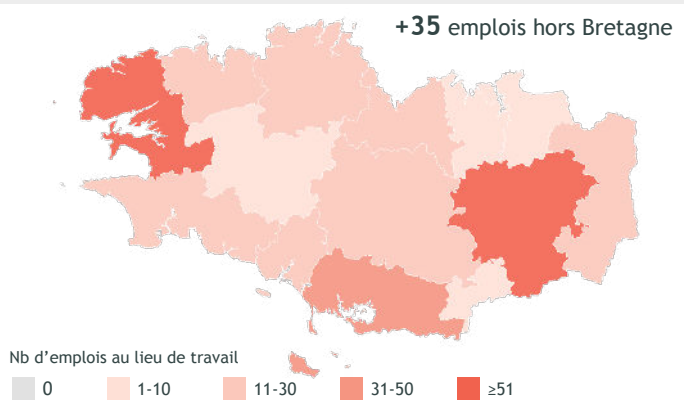 +35 emplois hors Bretagne
Nb d’emplois au lieu de travail
0 1-10 11-30 31-50 ≥51